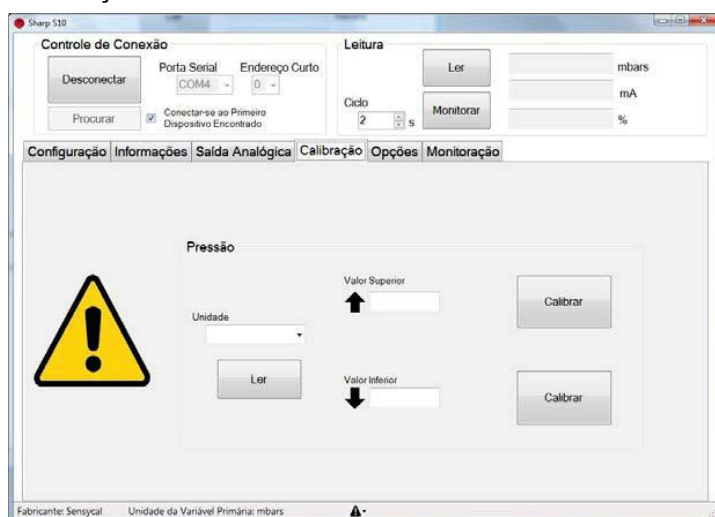 Sharp S10
Controle de Conexão
Desconectar
Porta Serial
COM4
Endereço Curto
0
Procurar
Conectar-se ao Primeiro
Dispositivo Encontrado
Leitura
Ler
mbars
mA
Ciclo
2 s
Monitorar
%
Configuração Informações Saída Analógica Calibração Opções Monitoração
Pressão
Valor Superior
Calibrar
Unidade
Ler
Valor Inferior
Calibrar
Fabricante: Sensycal Unidade da Variável Primária: mbars